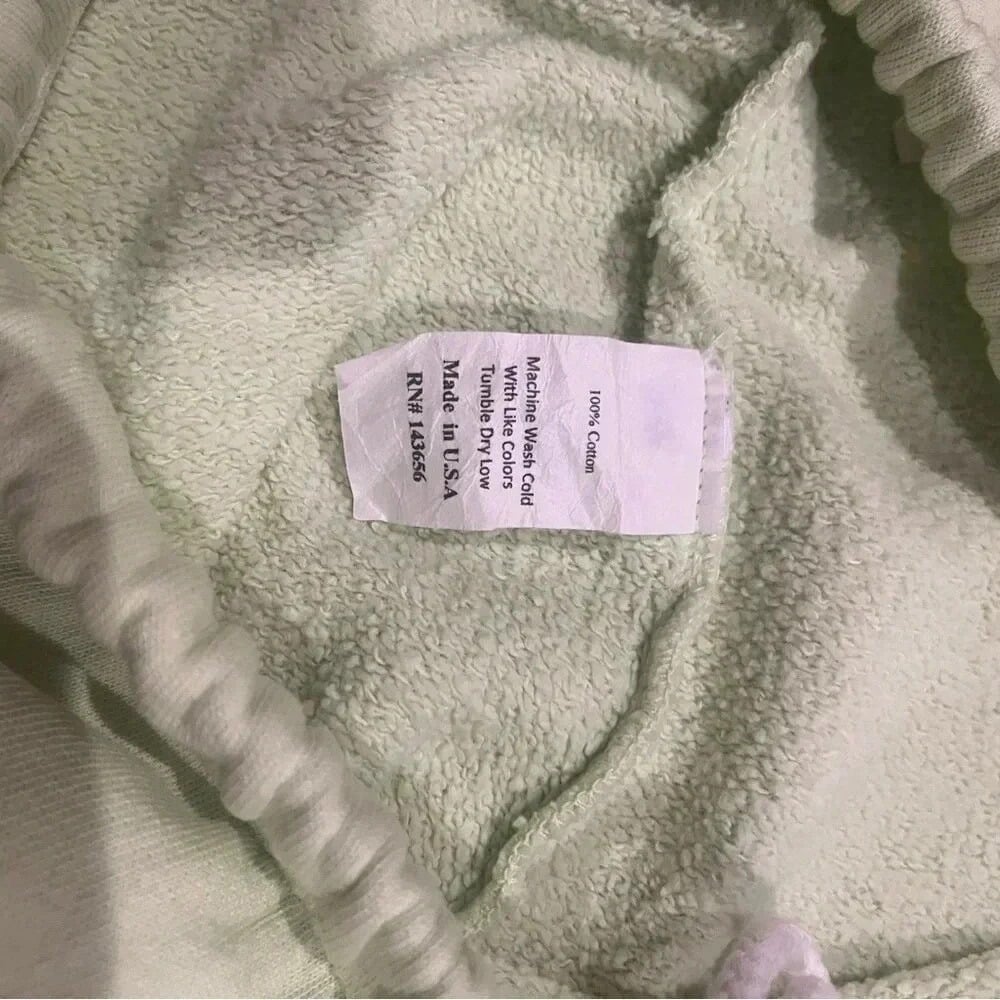 100% Cotton
Machine Wash Cold
With Like Colors
Tumble Dry Low
Made in U.S.A
RN# 143656